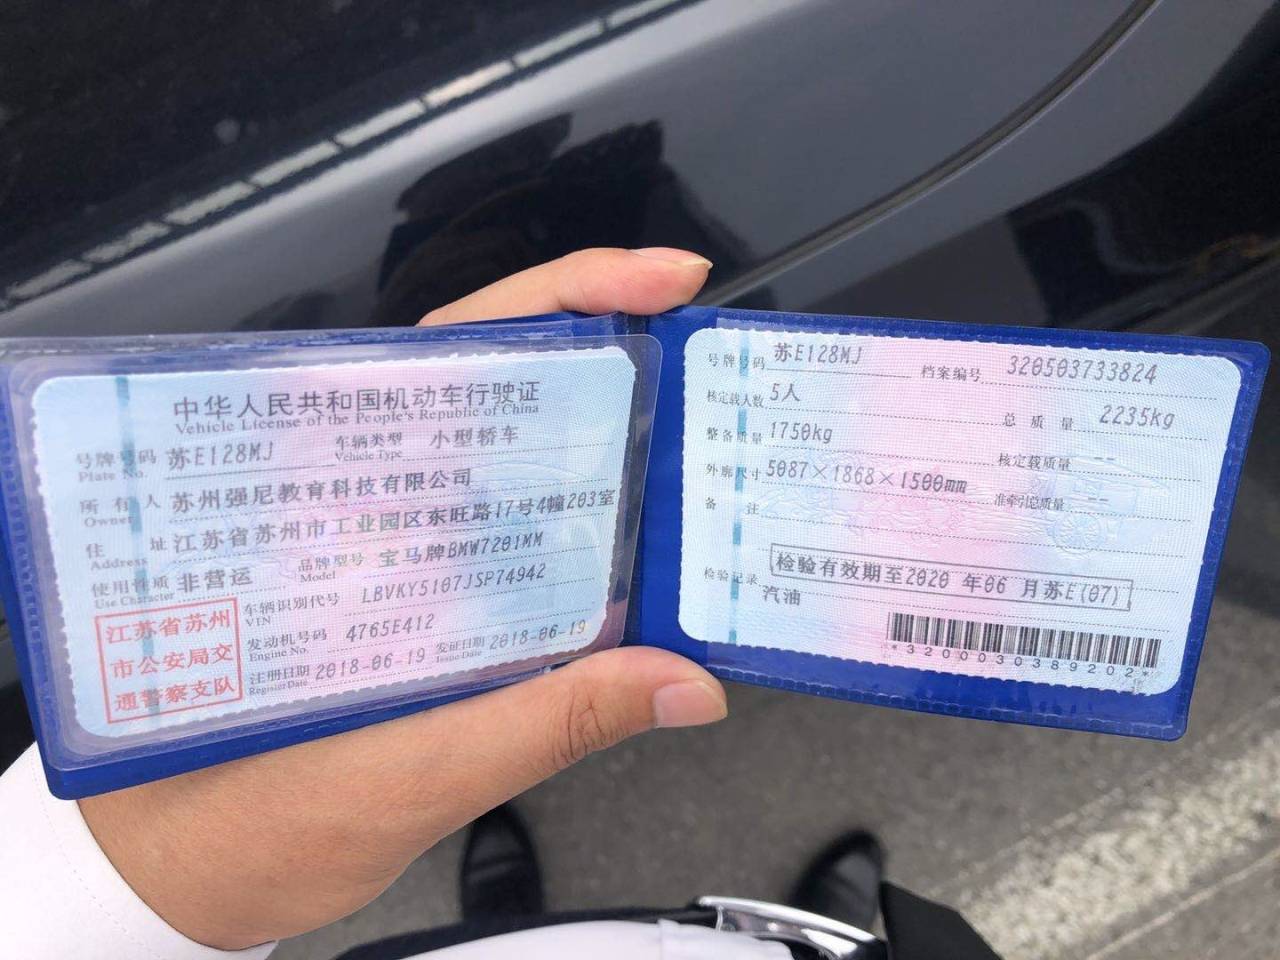 中华人民共和国机动车行驶证
Vehicle License of the People's Republic of China
号牌号码 苏E128MJ 车辆类型 小型轿车
Plate No. Vehicle Type
所有人 苏州强尼教育科技有限公司
Owner
住址 江苏省苏州市工业园区东旺路17号4幢203室
Address
使用性质 非营运 品牌型号 宝马牌BMW7201MM
Use Character Model
江苏省苏州
市公安局交
通警察支队
车辆识别代号 LBVKY5107JSP74942
VIN
发动机号码 4765E412
Engine No.
注册日期 2018-06-19 发证日期 2018-06-19
Register Date Issue Date
号牌号码 苏E128MJ 档案编号 320503733824
核定载人数 5人 总质量 2235kg
整备质量 1750kg 核定载质量 --
外廓尺寸 5087×1868×1500mm 准牵引总质量 --
备注
检验有效期至2020年06月苏E(07)
检验记录
汽油
*3200030389202*